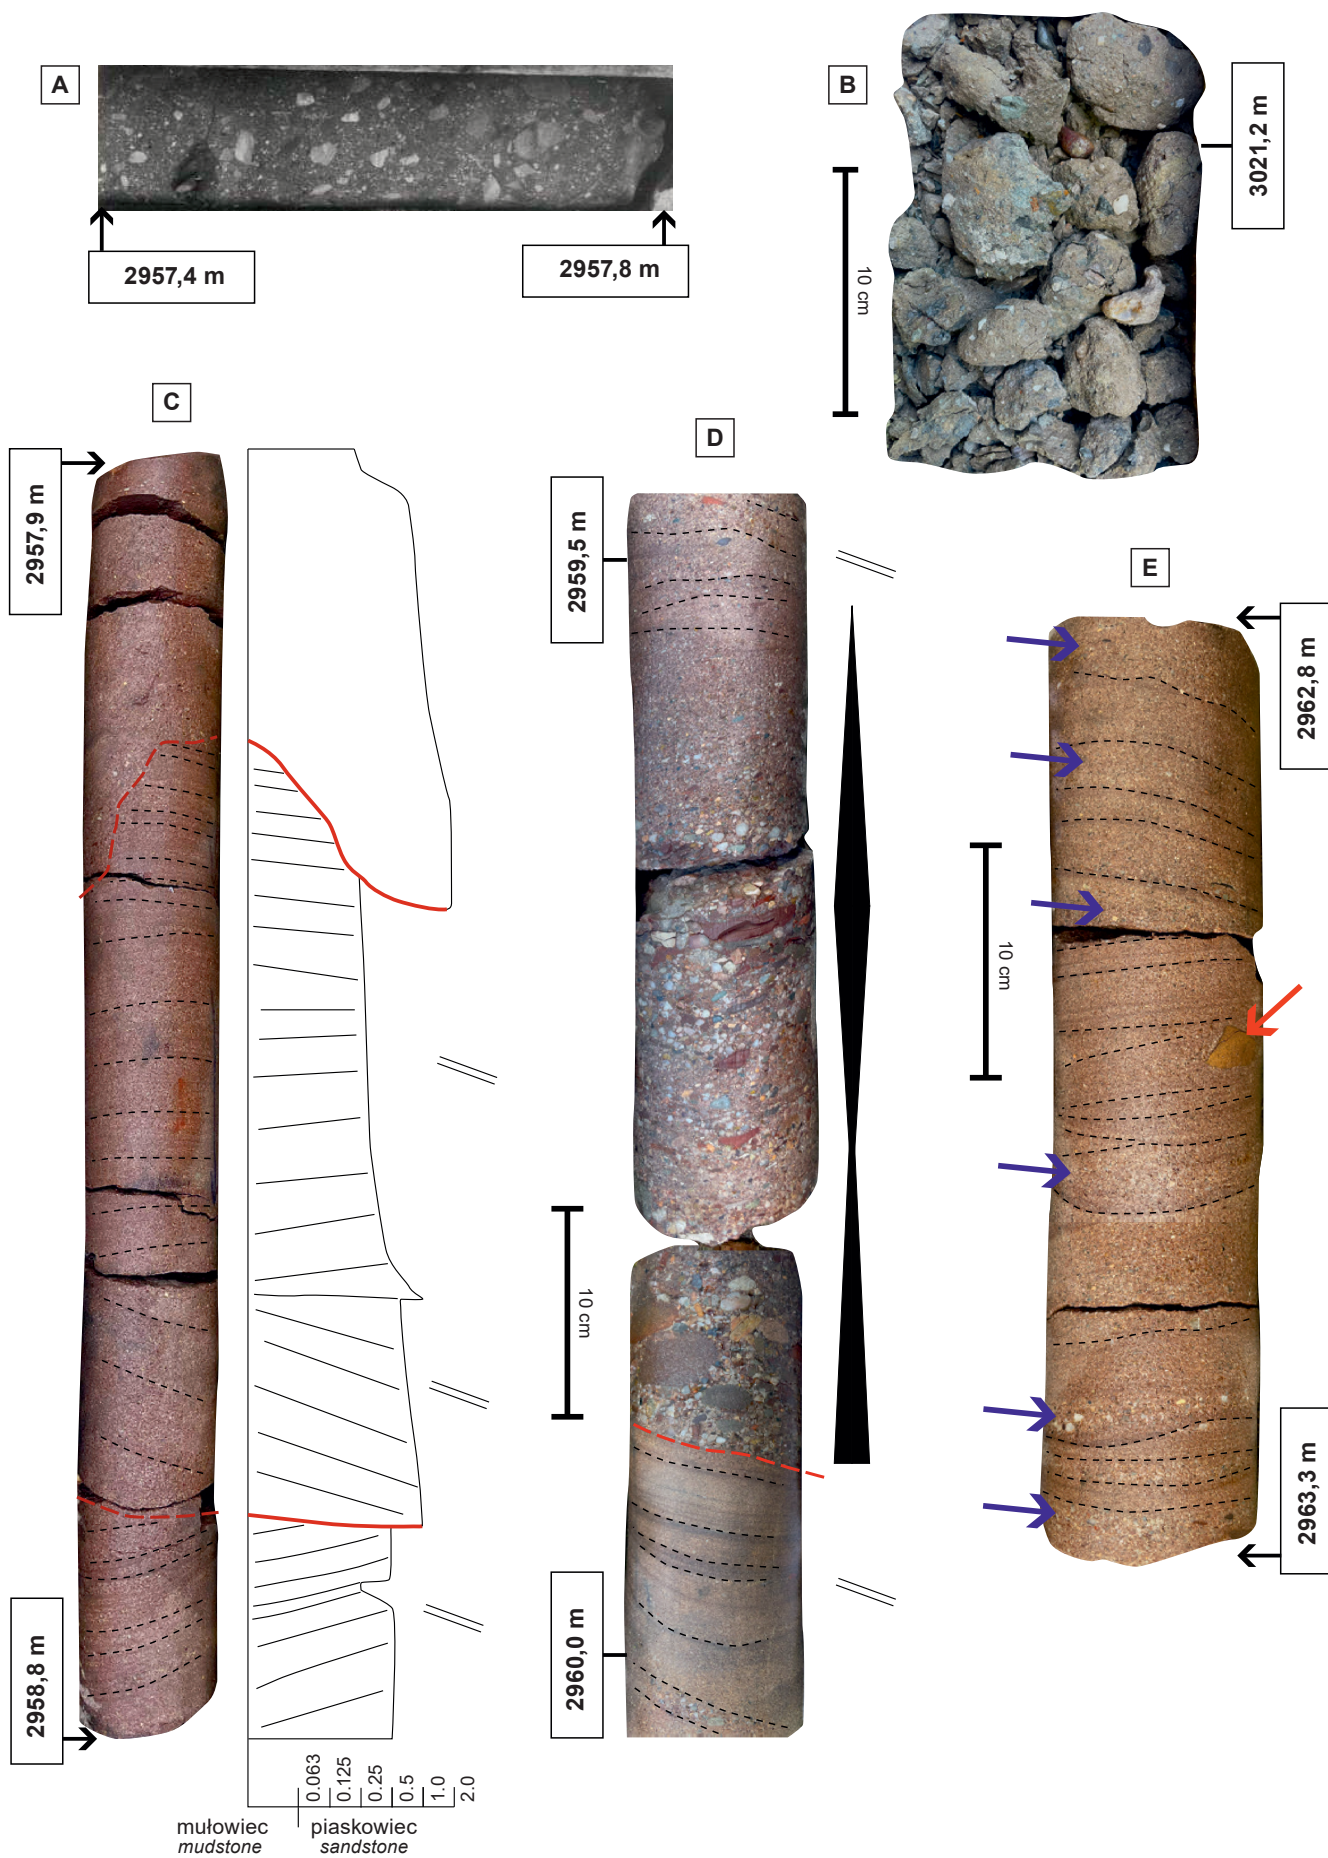 A
B
2957,4 m
2957,8 m
3021,2 m
10 cm
C
D
E
2957,9 m
2959,5 m
2962,8 m
10 cm
10 cm
2958,8 m
2960,0 m
2963,3 m
0.063
0.125
0.25
0.5
1.0
2.0
mułowiec
mudstone
piaskowiec
sandstone